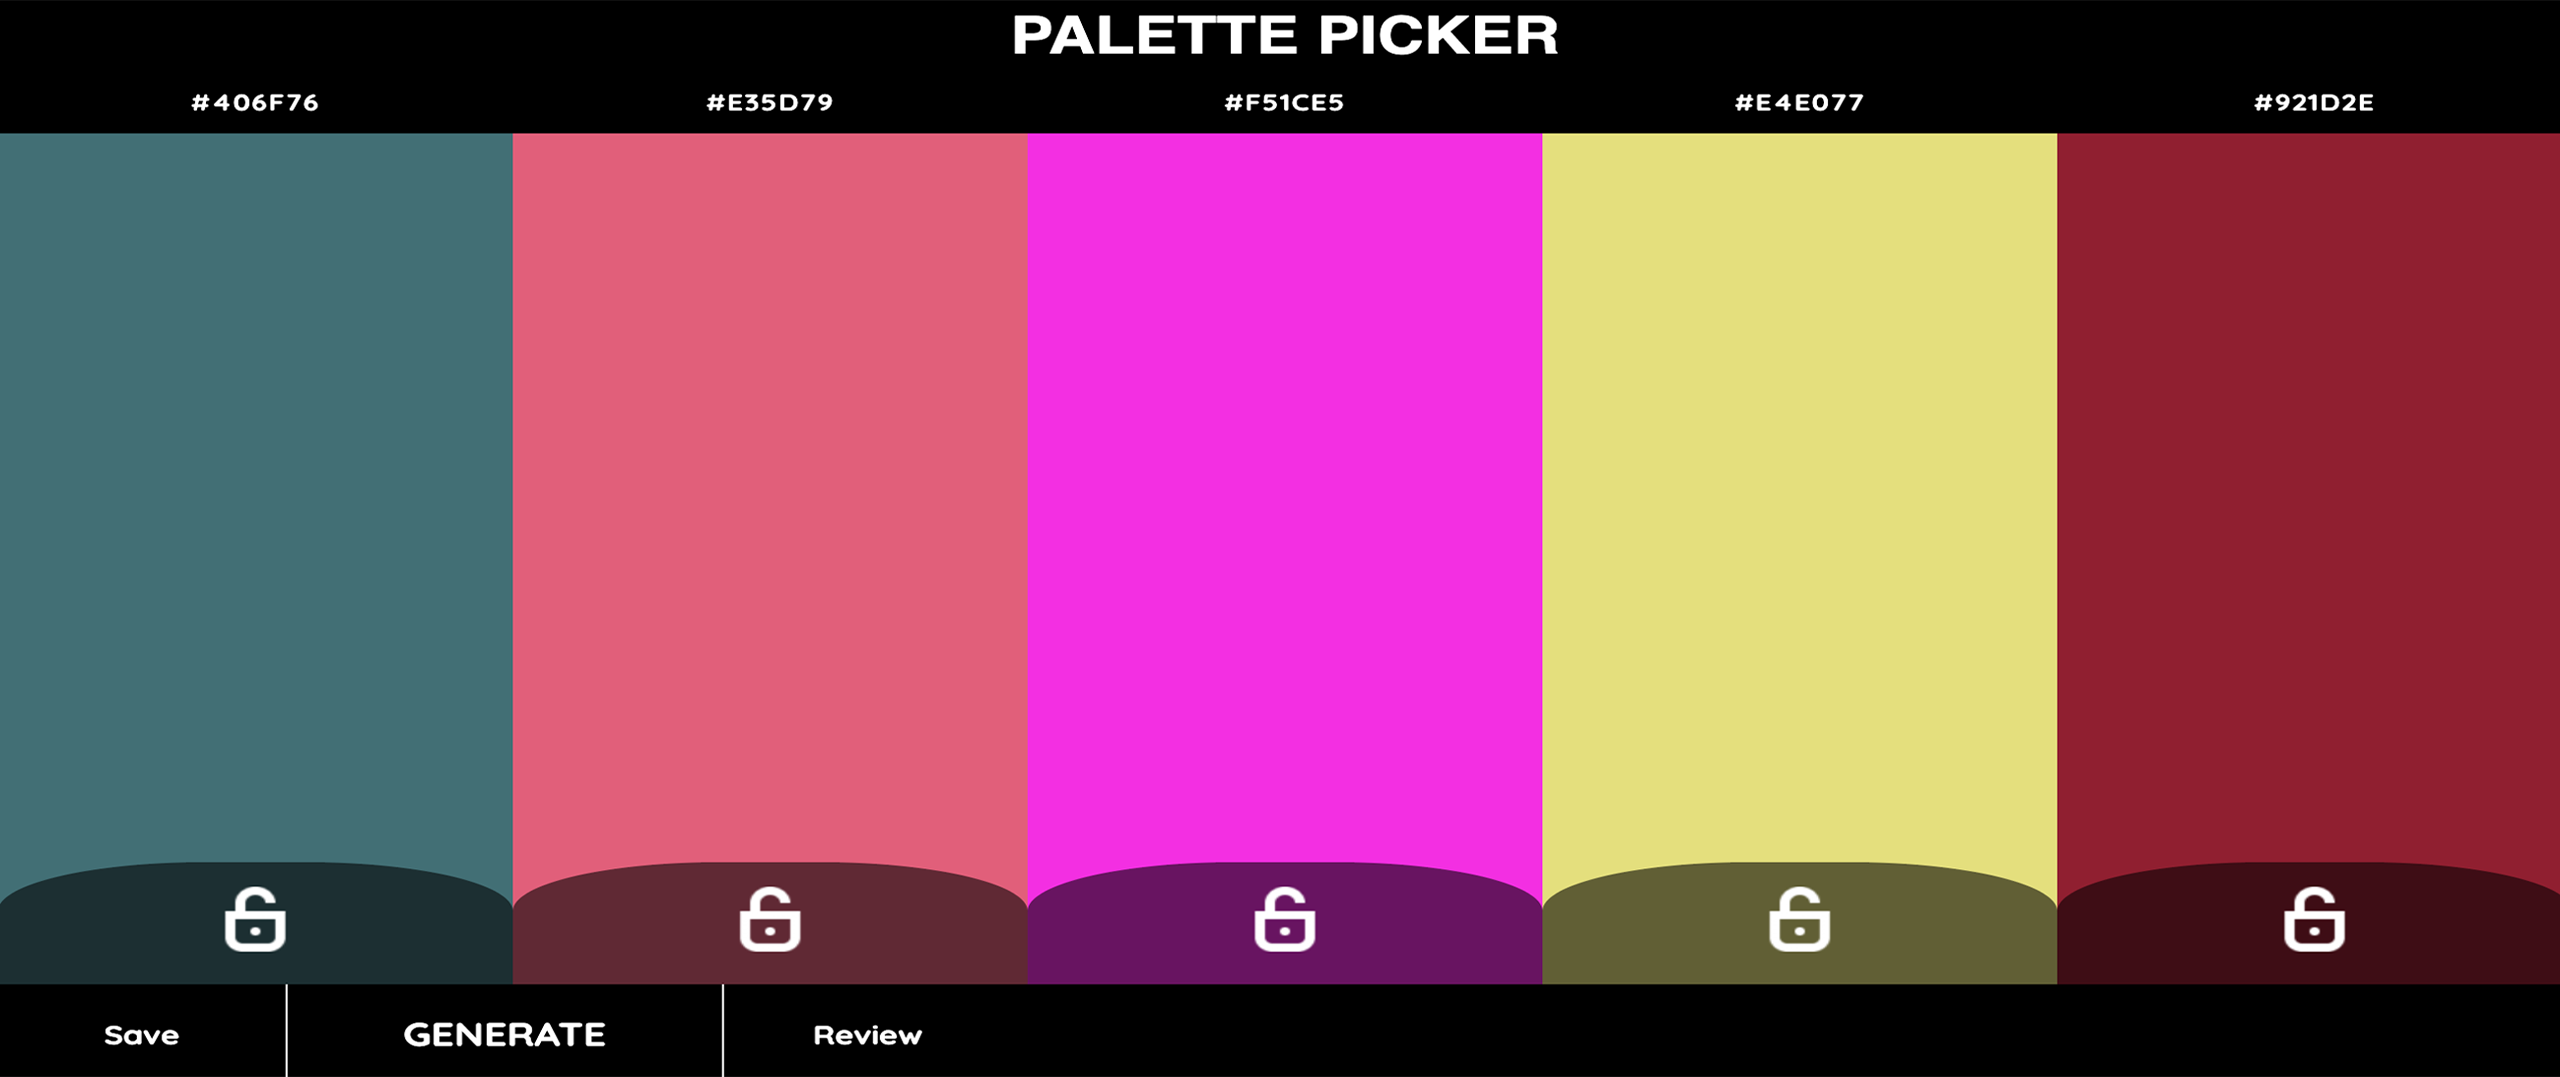 PALETTE PICKER
#406F76 #E35D79 #F51CE5 #E4E077 #921D2E
Save GENERATE Review